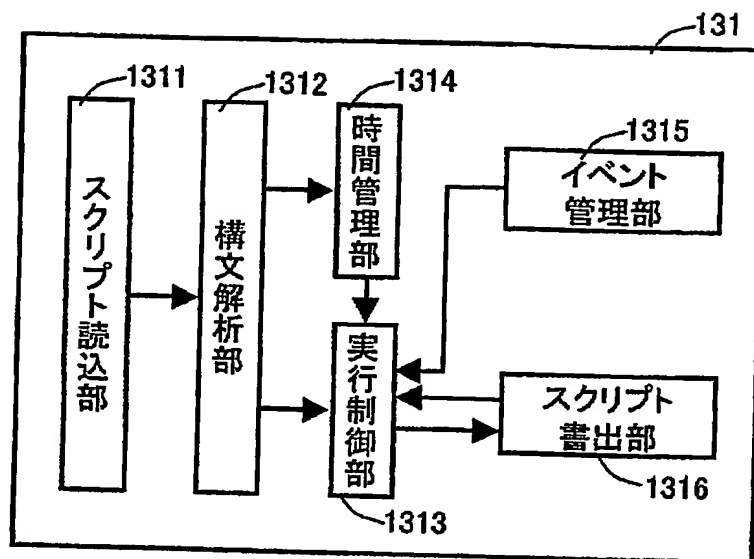 131
1311
スクリプト読込部
1312
構文解析部
1314
時間管理部
1315
イベント
管理部
実行制御部
1313
スクリプト
書出部
1316